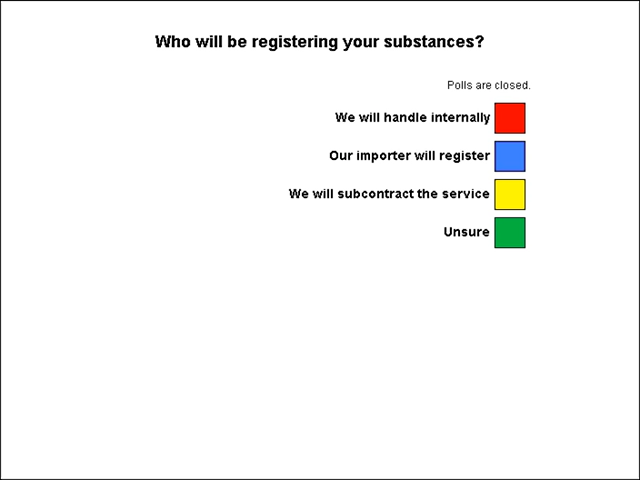 Who will be registering your substances?
Polls are closed.
We will handle internally
Our importer will register
We will subcontract the service
Unsure